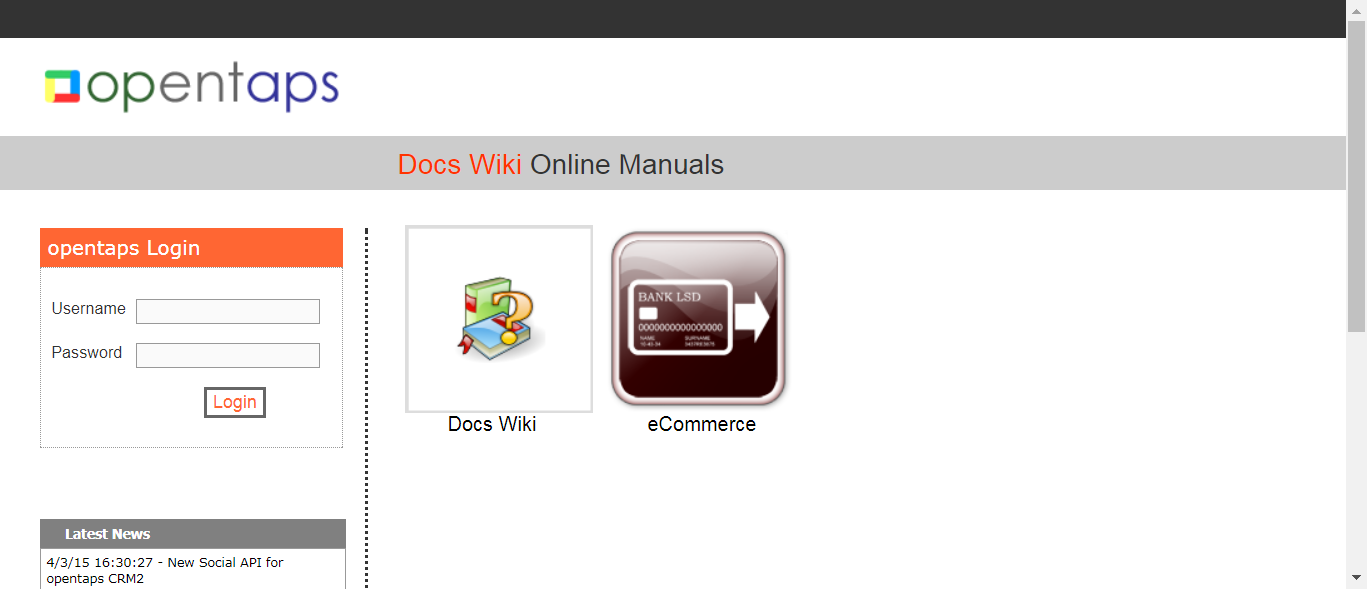 opentaps
Docs Wiki Online Manuals
opentaps Login
Username
Password
Login
BANK LSD
0000000000000000
NAME
SURNAME
Docs Wiki
eCommerce
Latest News
4/3/15 16:30:27 - New Social API for
opentaps CRM2